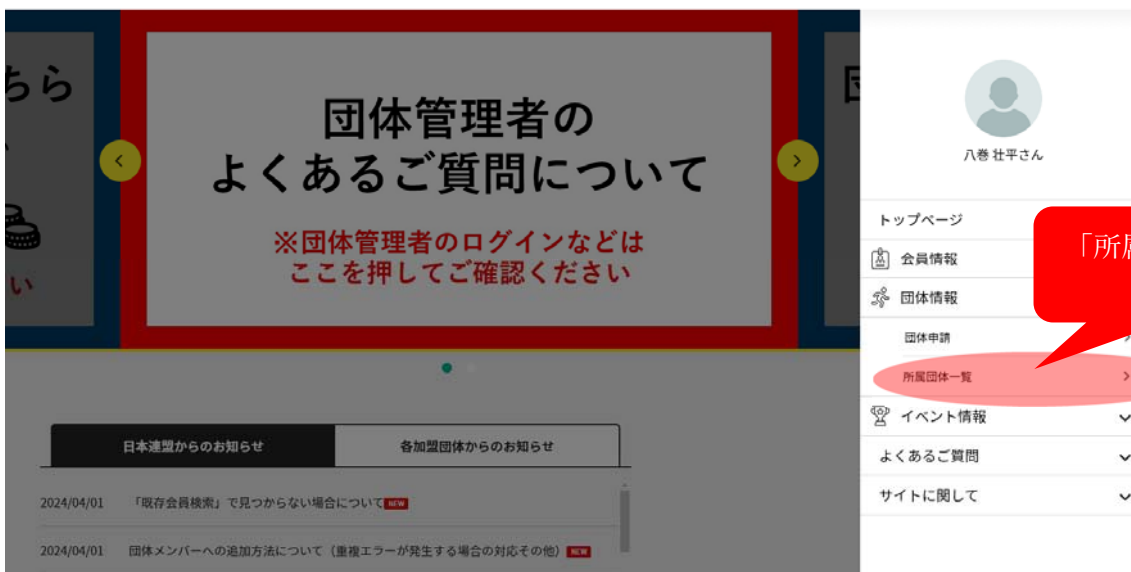 ちら
い
団体管理者の
よくあるご質問について
※団体管理者のログインなどは
ここを押してご確認ください
日本連盟からのお知らせ
各加盟団体からのお知らせ
2024/04/01 「既存会員検索」で見つからない場合について NEW
2024/04/01 団体メンバーへの追加方法について（重複エラーが発生する場合の対応その他） NEW
八巻 壮平さん
トップページ
会員情報
団体情報
団体申請
所属団体一覧
イベント情報
よくあるご質問
サイトに関して
「所属